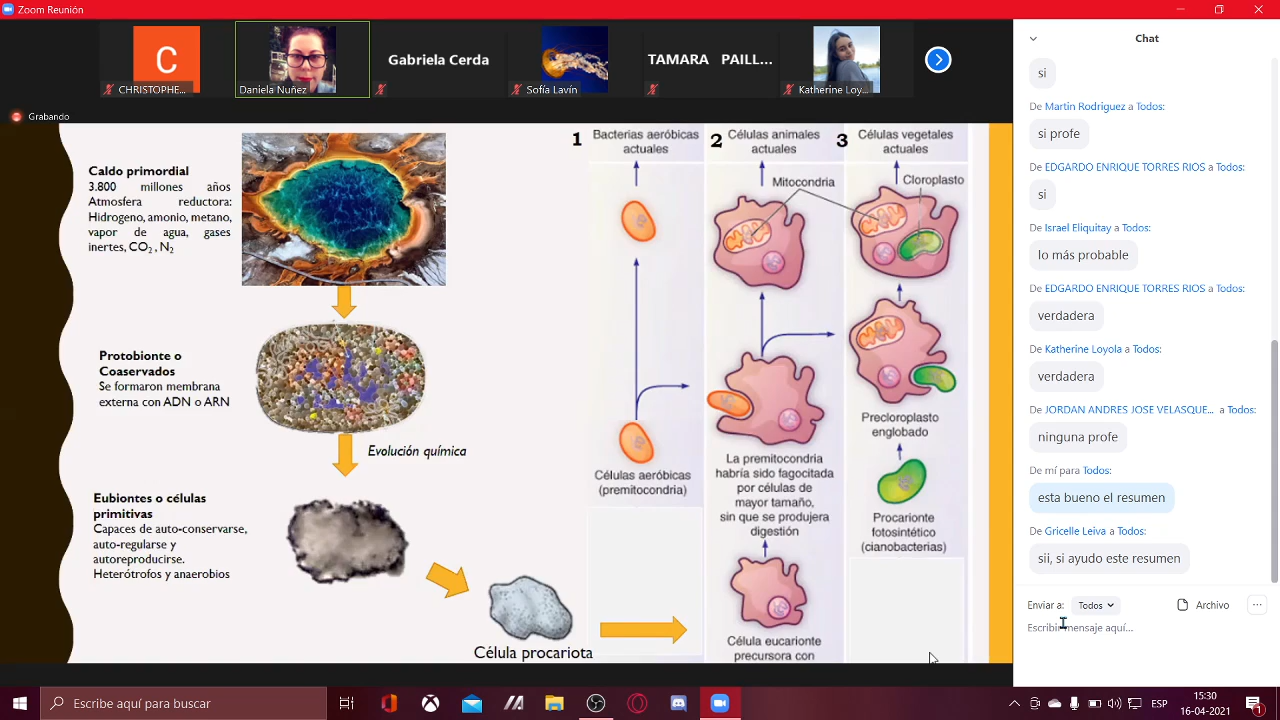 Zoom Reunión
C
Gabriela Cerda
TAMARA PAILL...
CHRISTOPHE...
Daniela Nuñez
Sofía Lavín
Katherine Loy...
Grabando
Caldo primordial
3.800 millones años
Atmosfera reductora:
Hidrogeno, amonio, metano,
vapor de agua, gases
inertes, CO₂ , N₂
Protobionte o
Coaservados
Se formaron membrana
externa con ADN o ARN
Evolución química
Eubiontes o células
primitivas
Capaces de auto-conservarse,
auto-regularse y
autoreproducirse.
Heterótrofos y anaerobios
Célula procariota
1
Bacterias aeróbicas
actuales
Células aeróbicas
(premitocondria)
2
Células animales
actuales
Mitocondria
La premitocondria
habría sido fagocitada
por células de
mayor tamaño,
sin que se produjera
digestión
Célula eucarionte
precursora con
3
Células vegetales
actuales
Cloroplasto
Precloroplasto
englobado
Procarionte
fotosintético
(cianobacterias)
Chat
si
De Martin Rodriguez a Todos:
si profe
De EDGARDO ENRIQUE TORRES RIOS a Todos:
si
De Israel Eliquitay a Todos:
lo más probable
De EDGARDO ENRIQUE TORRES RIOS a Todos:
verdadera
De Katherine Loyola a Todos:
verdadera
De JORDAN ANDRES JOSE VELASQUE... a Todos:
ninguna profe
De mí para Todos:
esta bueno el resumen
De Gricelle Leiva a Todos:
sii, si ayudo este resumen
Enviar a: Todos Archivo ...
Escribir mensaje aquí...
Escribe aquí para buscar
ESP
15:30
16-04-2021
1